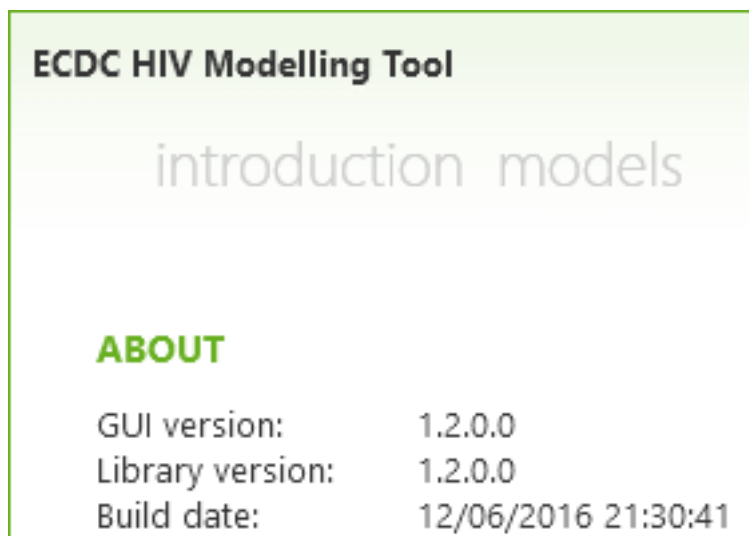 ECDC HIV Modelling Tool
introduction models
ABOUT
GUI version: 1.2.0.0
Library version: 1.2.0.0
Build date: 12/06/2016 21:30:41